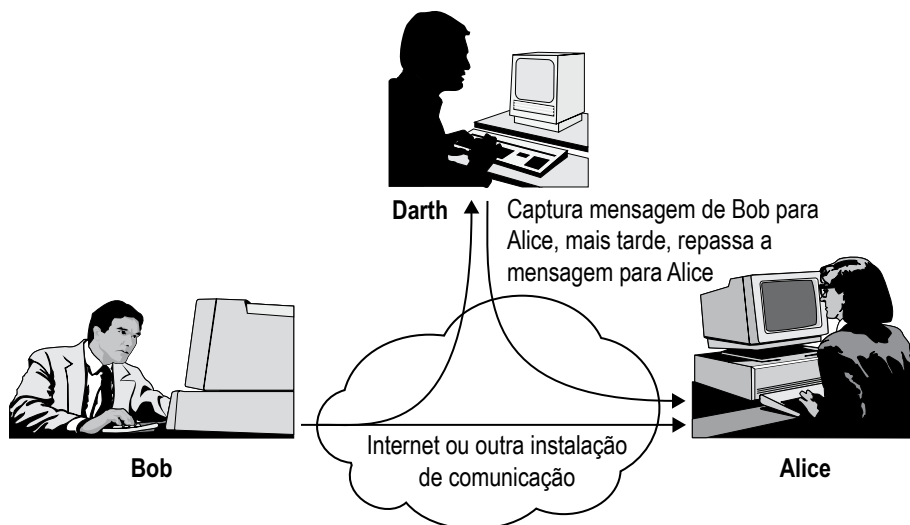 Darth
Captura mensagem de Bob para
Alice, mais tarde, repassa a
mensagem para Alice
Internet ou outra instalação
de comunicação
Bob
Alice